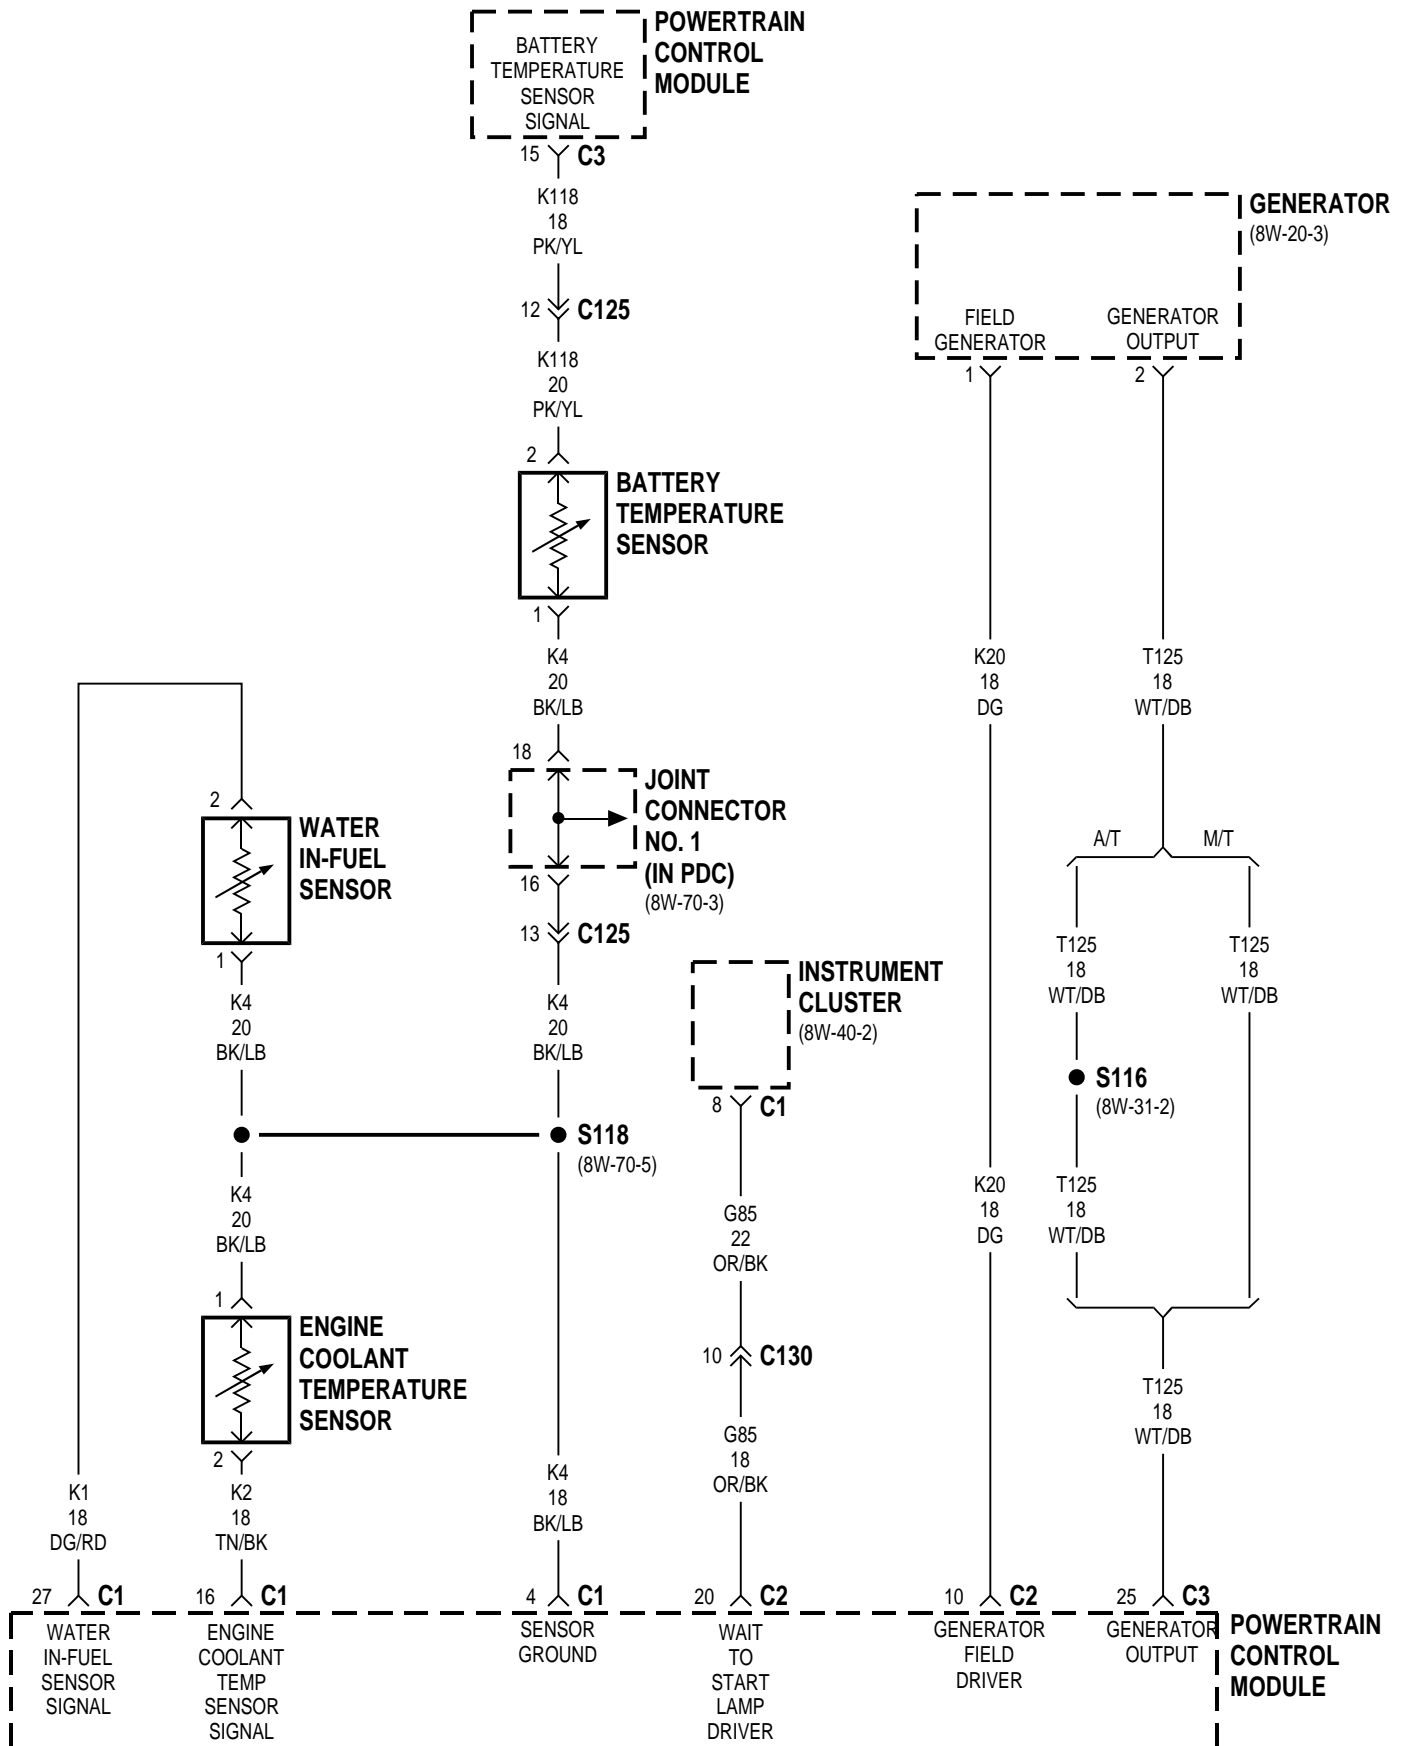 POWERTRAIN
CONTROL
MODULE
BATTERY
TEMPERATURE
SENSOR
SIGNAL
15 C3
K118
18
PK/YL
12 C125
K118
20
PK/YL
2
BATTERY
TEMPERATURE
SENSOR
1
K4
20
BK/LB
18
JOINT
CONNECTOR
NO. 1
(IN PDC)
(8W-70-3)
16
13 C125
K4
20
BK/LB
S118
(8W-70-5)
K4
18
BK/LB
4 C1
SENSOR
GROUND
2
WATER
IN-FUEL
SENSOR
1
K4
20
BK/LB
K4
20
BK/LB
1
ENGINE
COOLANT
TEMPERATURE
SENSOR
2
K1
18
DG/RD
27 C1
WATER
IN-FUEL
SENSOR
SIGNAL
K2
18
TN/BK
16 C1
ENGINE
COOLANT
TEMP
SENSOR
SIGNAL
INSTRUMENT
CLUSTER
(8W-40-2)
8 C1
G85
22
OR/BK
10 C130
G85
18
OR/BK
20 C2
WAIT
TO
START
LAMP
DRIVER
GENERATOR
(8W-20-3)
FIELD
GENERATOR
GENERATOR
OUTPUT
1
2
K20
18
DG
K20
18
DG
10 C2
GENERATOR
FIELD
DRIVER
T125
18
WT/DB
A/T
M/T
T125
18
WT/DB
T125
18
WT/DB
S116
(8W-31-2)
T125
18
WT/DB
T125
18
WT/DB
25 C3
GENERATOR
OUTPUT
POWERTRAIN
CONTROL
MODULE